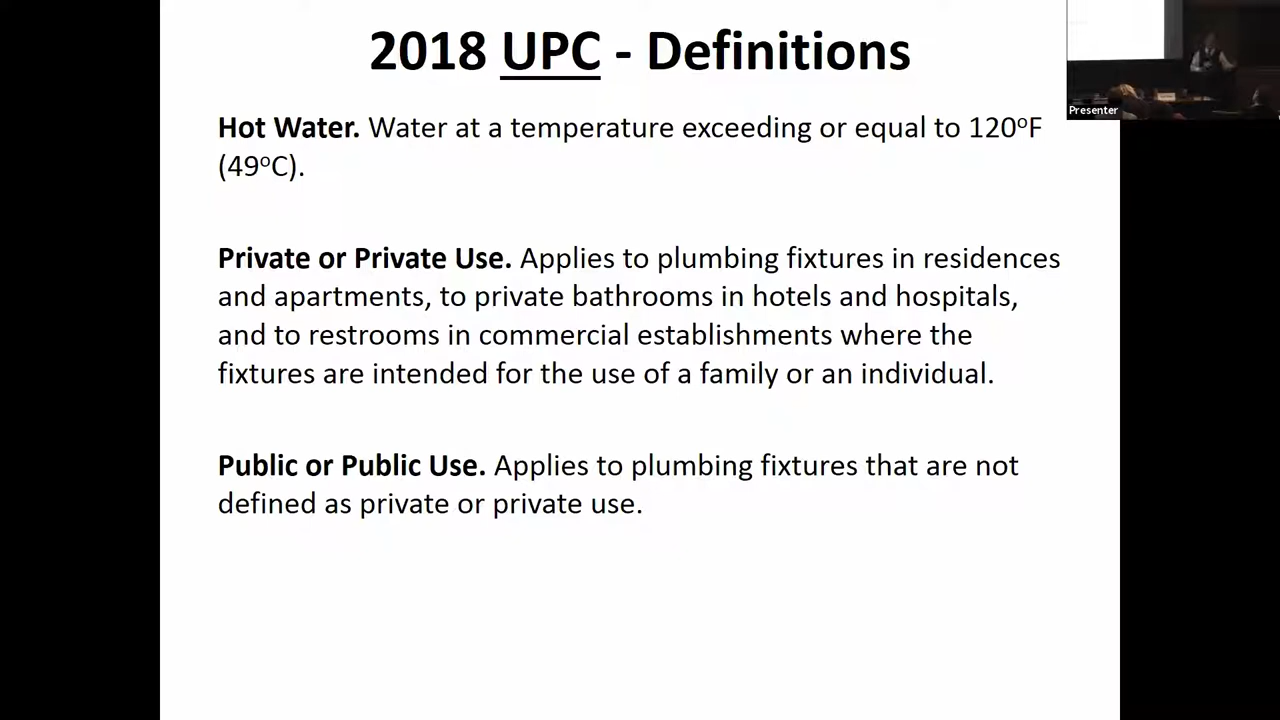 2018 UPC - Definitions
Presenter
Hot Water. Water at a temperature exceeding or equal to 120ºF
(49ºC).
Private or Private Use. Applies to plumbing fixtures in residences
and apartments, to private bathrooms in hotels and hospitals,
and to restrooms in commercial establishments where the
fixtures are intended for the use of a family or an individual.
Public or Public Use. Applies to plumbing fixtures that are not
defined as private or private use.